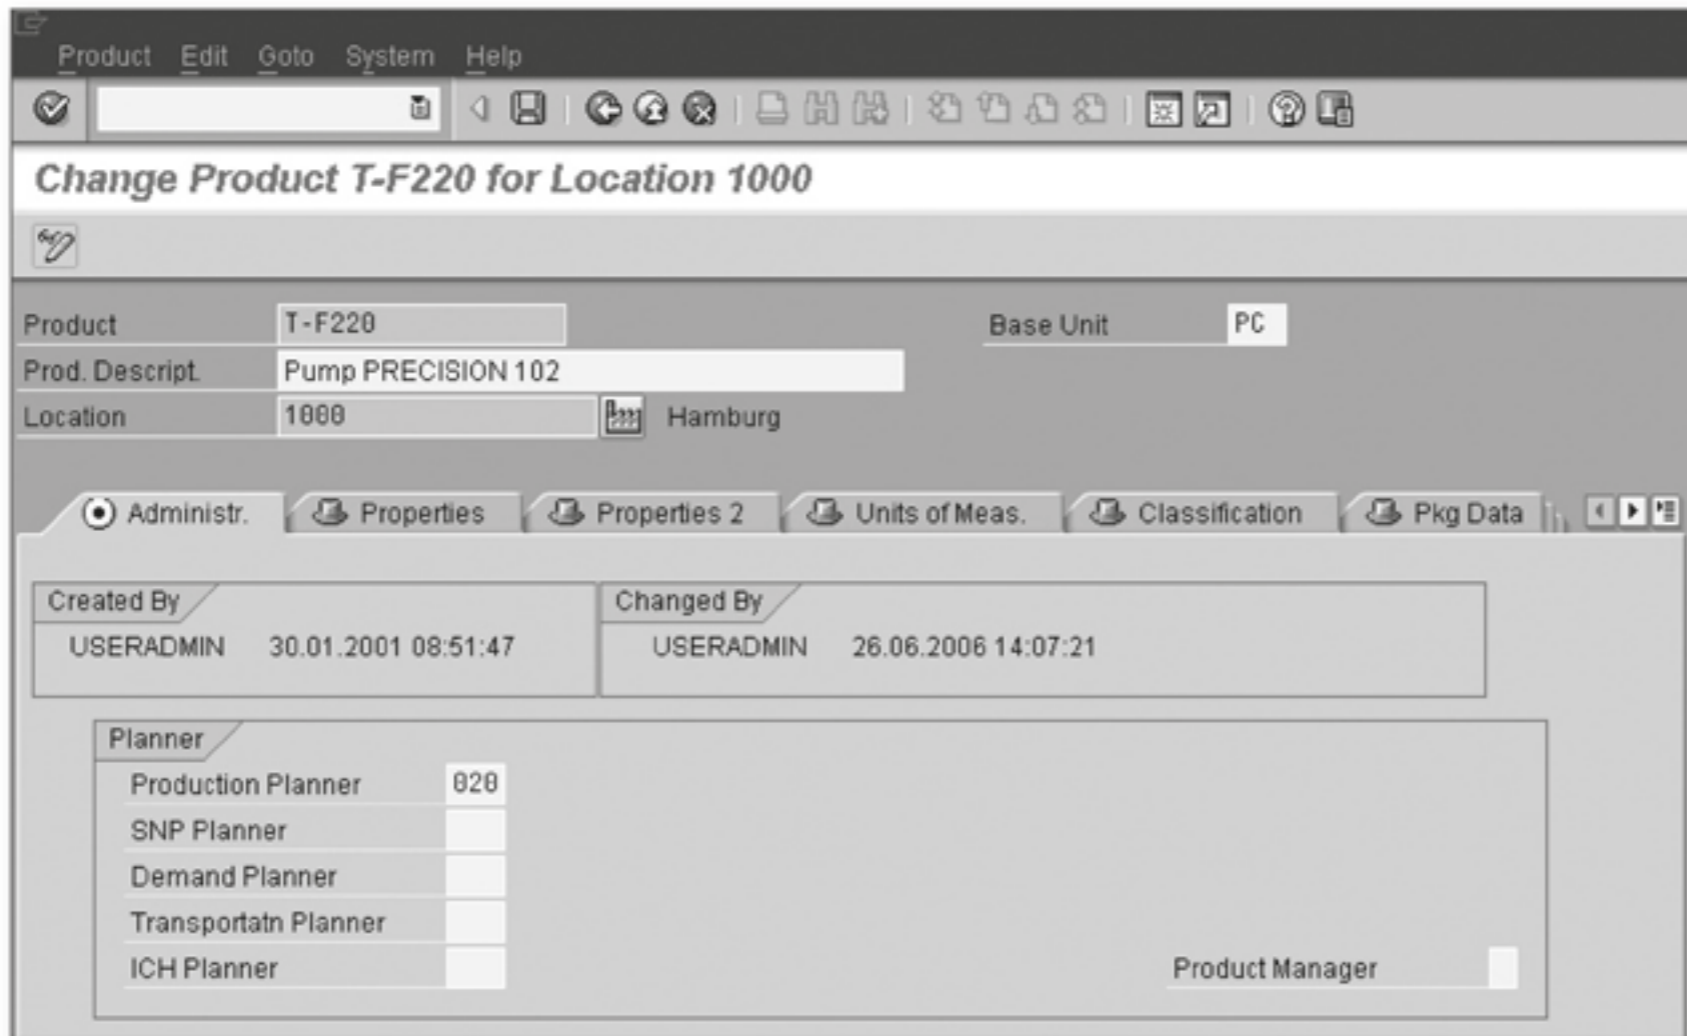 Product Edit Goto System Help
Change Product T-F220 for Location 1000
Product T-F220 Base Unit PC
Prod. Descript. Pump PRECISION 102
Location 1000 Hamburg
Administr. Properties Properties 2 Units of Meas. Classification Pkg Data
Created By Changed By
USERADMIN 30.01.2001 08:51:47 USERADMIN 26.06.2006 14:07:21
Planner
Production Planner 020
SNP Planner
Demand Planner
Transportatn Planner
ICH Planner Product Manager